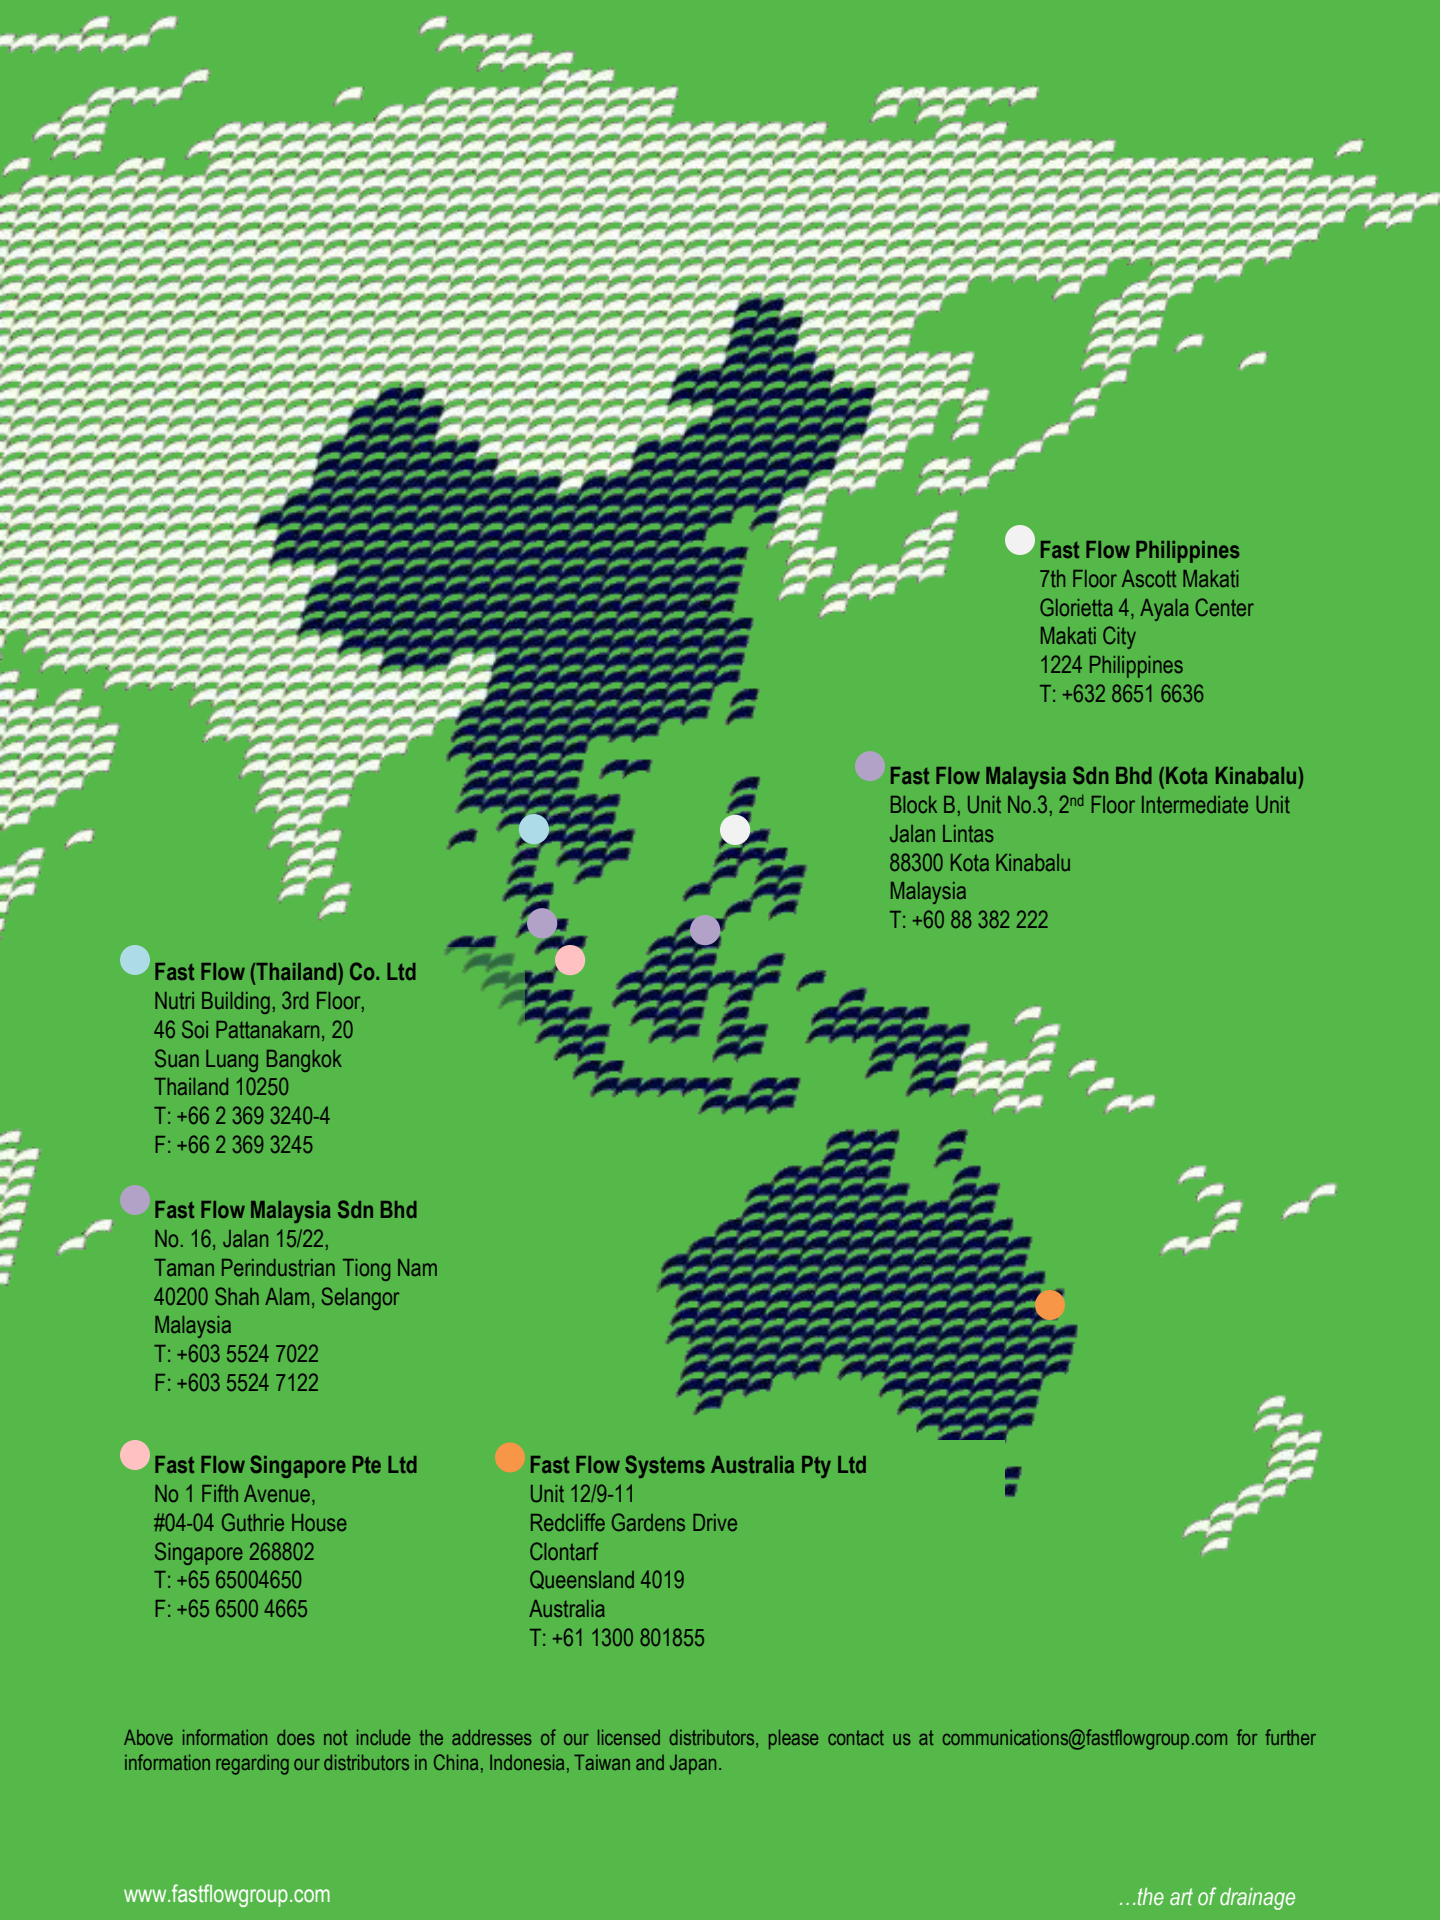 Fast Flow Philippines
7th Floor Ascott Makati
Glorietta 4, Ayala Center
Makati City
1224 Philippines
T: +632 8651 6636
Fast Flow Malaysia Sdn Bhd (Kota Kinabalu)
Block B, Unit No.3, 2nd Floor Intermediate Unit
Jalan Lintas
88300 Kota Kinabalu
Malaysia
T: +60 88 382 222
Fast Flow (Thailand) Co. Ltd
Nutri Building, 3rd Floor,
46 Soi Pattanakarn, 20
Suan Luang Bangkok
Thailand 10250
T: +66 2 369 3240-4
F: +66 2 369 3245
Fast Flow Malaysia Sdn Bhd
No. 16, Jalan 15/22,
Taman Perindustrian Tiong Nam
40200 Shah Alam, Selangor
Malaysia
T: +603 5524 7022
F: +603 5524 7122
Fast Flow Singapore Pte Ltd
No 1 Fifth Avenue,
#04-04 Guthrie House
Singapore 268802
T: +65 65004650
F: +65 6500 4665
Fast Flow Systems Australia Pty Ltd
Unit 12/9-11
Redcliffe Gardens Drive
Clontarf
Queensland 4019
Australia
T: +61 1300 801855
Above information does not include the addresses of our licensed distributors, please contact us at communications@fastflowgroup.com for further
information regarding our distributors in China, Indonesia, Taiwan and Japan.
www.fastflowgroup.com
…the art of drainage